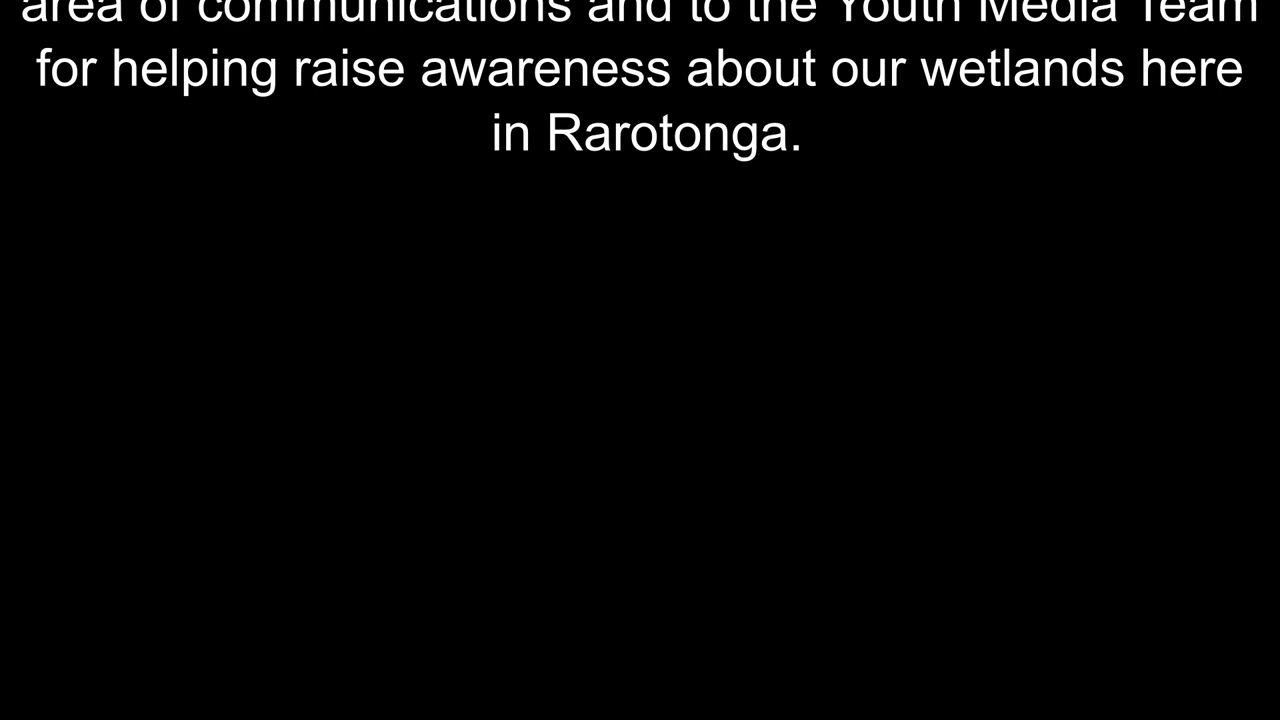 area of communications and to the Youth Media Team
for helping raise awareness about our wetlands here
in Rarotonga.